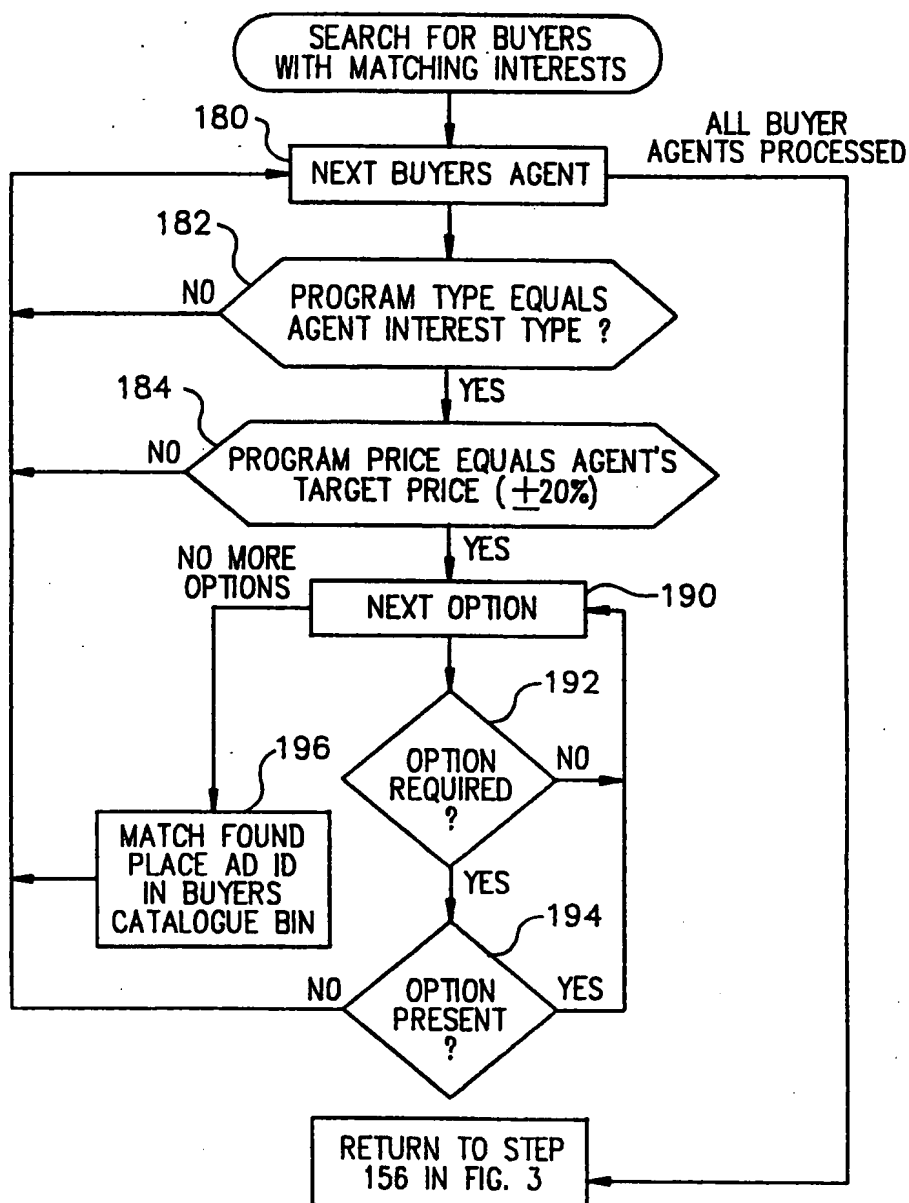 SEARCH FOR BUYERS
WITH MATCHING INTERESTS
180
ALL BUYER
AGENTS PROCESSED
NEXT BUYERS AGENT
182
NO
PROGRAM TYPE EQUALS
AGENT INTEREST TYPE ?
YES
184
NO
PROGRAM PRICE EQUALS AGENT'S
TARGET PRICE (±20%)
YES
NO MORE
OPTIONS
NEXT OPTION
190
192
OPTION
REQUIRED
?
NO
196
MATCH FOUND
PLACE AD ID
IN BUYERS
CATALOGUE BIN
YES
194
NO
OPTION
PRESENT
?
YES
RETURN TO STEP
156 IN FIG. 3